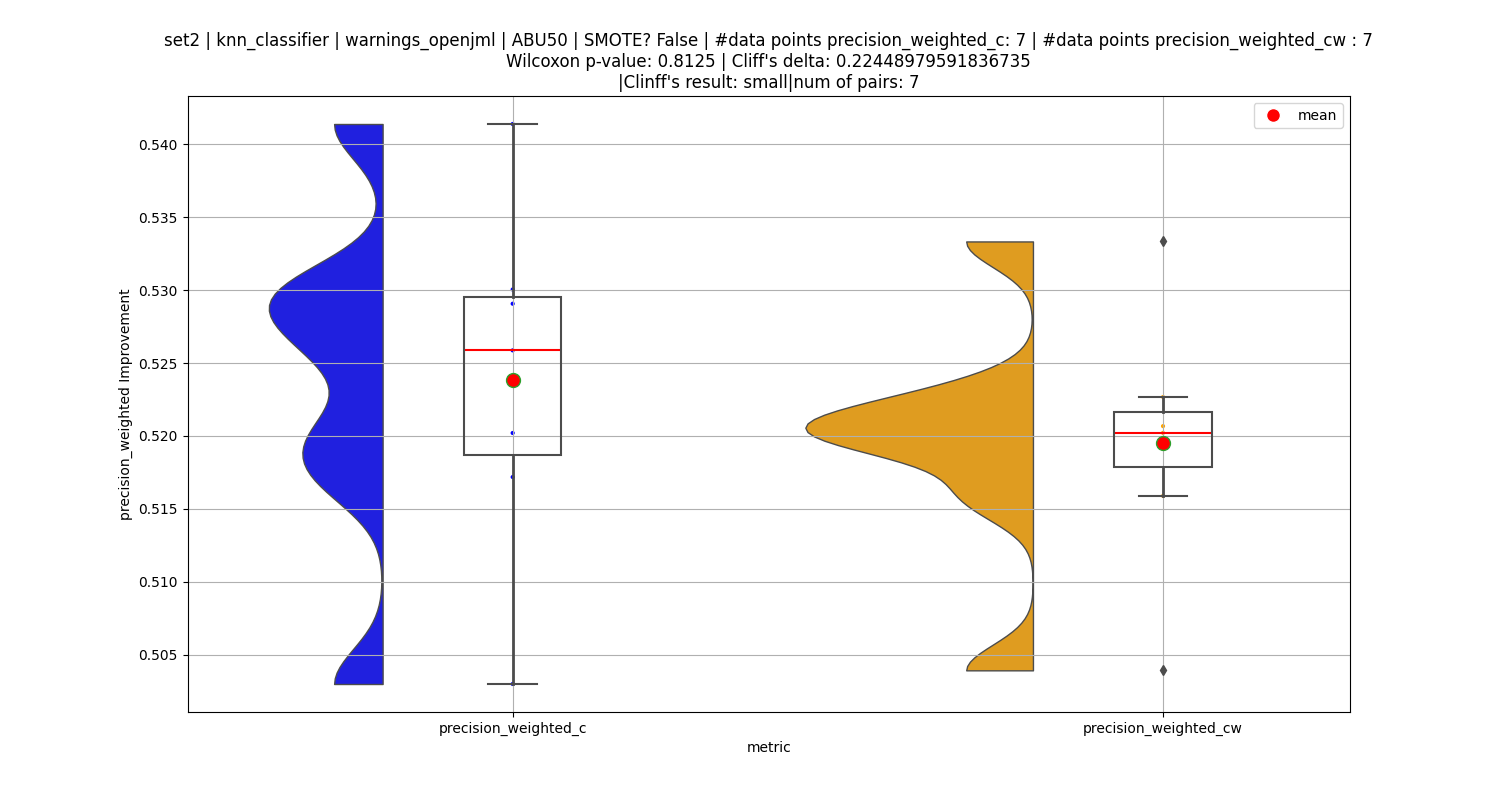 set2 | knn_classifier | warnings_openjml | ABU50 | SMOTE? False | #data points precision_weighted_c: 7 | #data points precision_weighted_cw : 7
Wilcoxon p-value: 0.8125 | Cliff's delta: 0.22448979591836735
|Clinff's result: small|num of pairs: 7
mean
0.540
0.535
0.530
0.525
0.520
0.515
0.510
0.505
precision_weighted Improvement
precision_weighted_c
precision_weighted_cw
metric